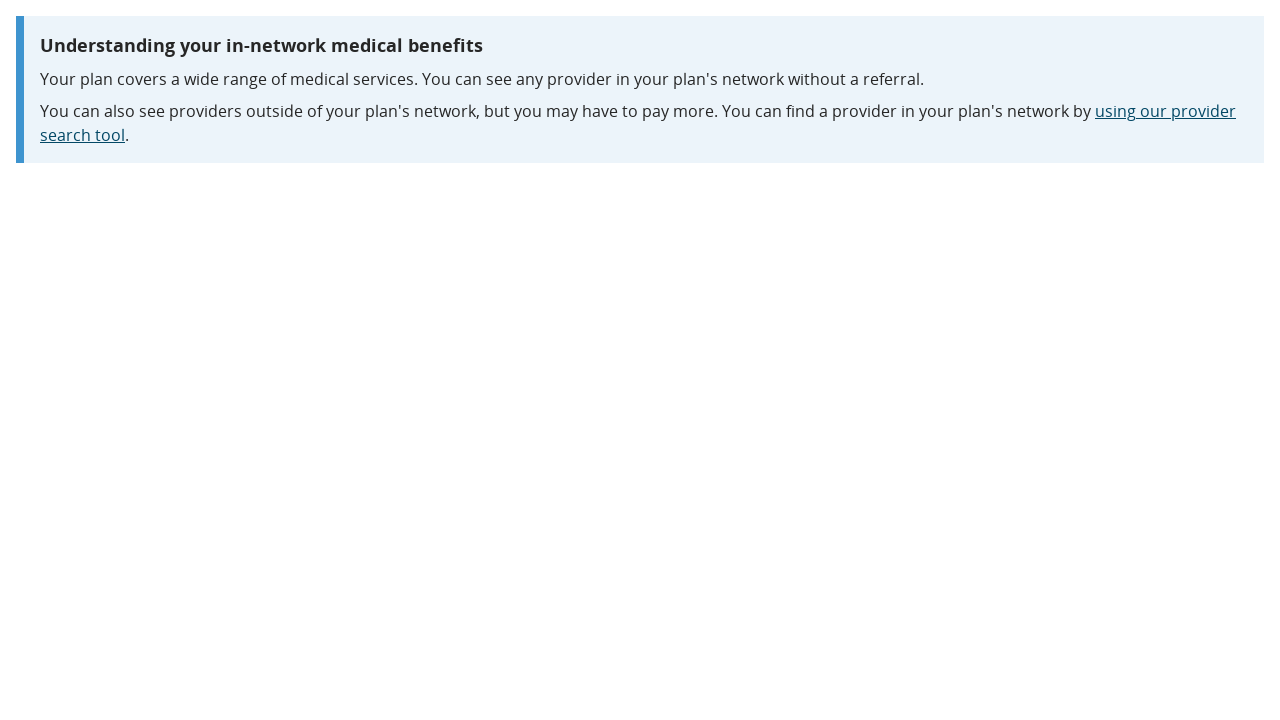 Understanding your in-network medical benefits
Your plan covers a wide range of medical services. You can see any provider in your plan's network without a referral.
You can also see providers outside of your plan's network, but you may have to pay more. You can find a provider in your plan's network by using our provider
search tool.